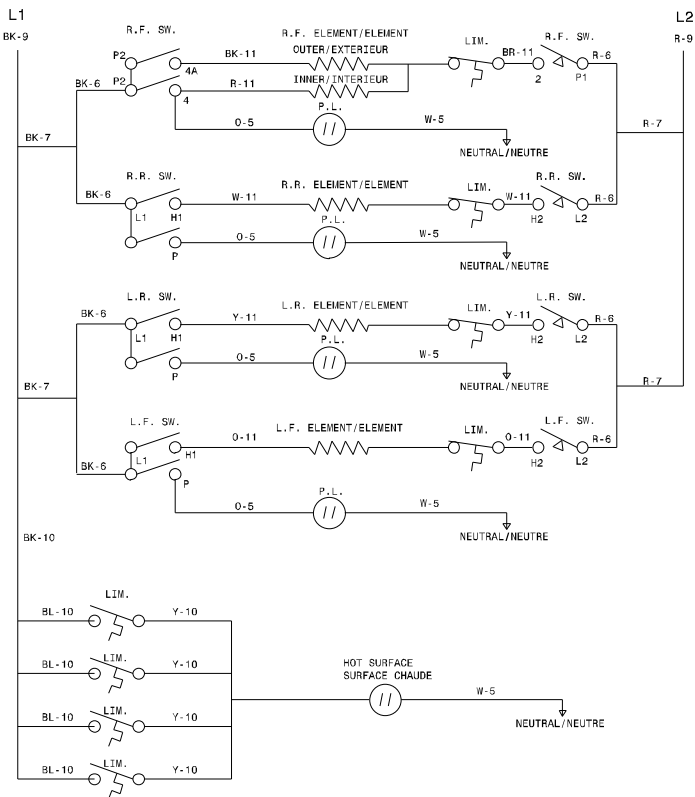 L1
L2
BK-9
R-9
R.F. SW.
R.F. ELEMENT/ELEMENT
OUTER/EXTERIEUR
LIM.
R.F. SW.
P2
BK-11
BR-11
R-6
4A
2
P1
P2
INNER/INTERIEUR
BK-6
R-11
4
P.L.
O-5
W-5
R-7
BK-7
NEUTRAL/NEUTRE
R.R. SW.
R.R. ELEMENT/ELEMENT
LIM.
R.R. SW.
BK-6
W-11
W-11
R-6
L1
H1
P.L.
H2
L2
O-5
W-5
P
NEUTRAL/NEUTRE
L.R. SW.
L.R. ELEMENT/ELEMENT
LIM.
L.R. SW.
BK-6
Y-11
Y-11
R-6
L1
H1
P.L.
H2
L2
O-5
W-5
P
NEUTRAL/NEUTRE
BK-7
R-7
L.F. SW.
L.F. ELEMENT/ELEMENT
LIM.
L.F. SW.
O-11
O-11
R-6
H1
L1
H2
L2
BK-6
P
P.L.
O-5
W-5
NEUTRAL/NEUTRE
BK-10
LIM.
BL-10
Y-10
LIM.
BL-10
Y-10
HOT SURFACE
SURFACE CHAUDE
W-5
LIM.
BL-10
Y-10
NEUTRAL/NEUTRE
LIM.
BL-10
Y-10